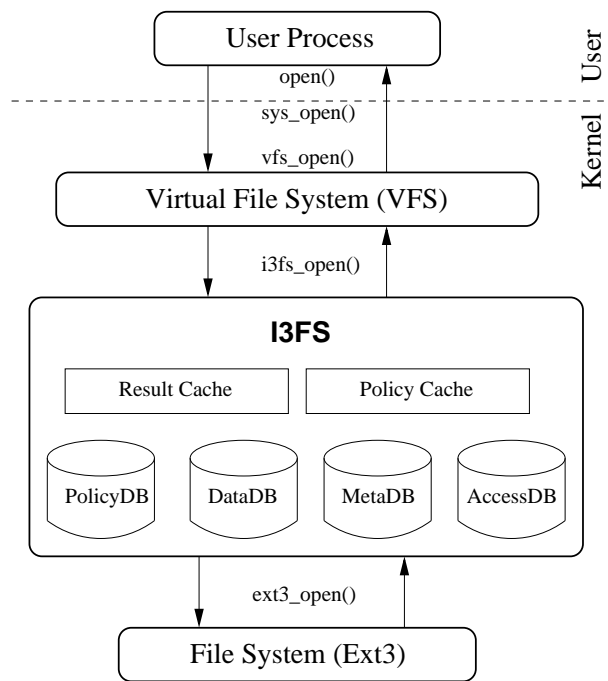 User Process
open()
User
sys_open()
Kernel
vfs_open()
Virtual File System (VFS)
i3fs_open()
I3FS
Result Cache
Policy Cache
PolicyDB
DataDB
MetaDB
AccessDB
ext3_open()
File System (Ext3)